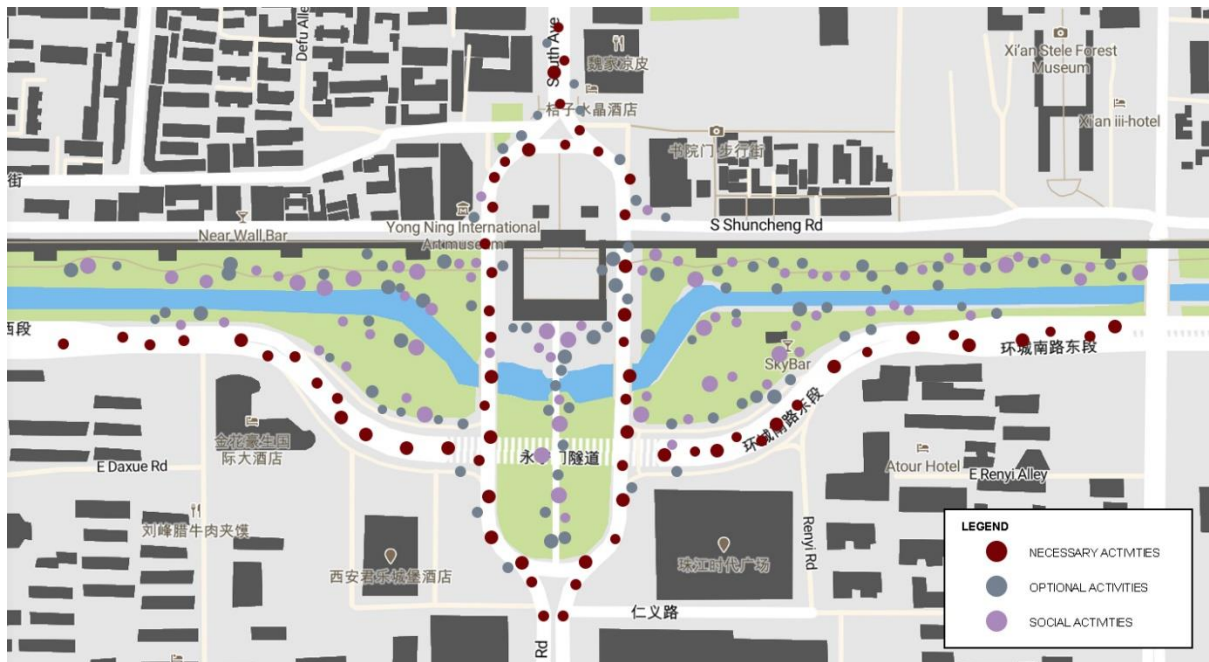 Defu Alley
South Ave
魏家凉皮
桔子水晶酒店
Xi'an Stele Forest
Museum
Xi'an iii-hotel
书院门 步行街
街
Near Wall Bar
Yong Ning International
Art museum
S Shuncheng Rd
西段
SkyBar
环城南路东段
金花豪生国
际大酒店
E Daxue Rd
永宁门隧道
环城南路东段
Atour Hotel
E Renyi Alley
刘峰腊牛肉夹馍
西安君乐城堡酒店
珠江时代广场
Renyi Rd
仁义路
Rd
LEGEND
NECESSARY ACTIVITIES
OPTIONAL ACTIVITIES
SOCIAL ACTIVITIES